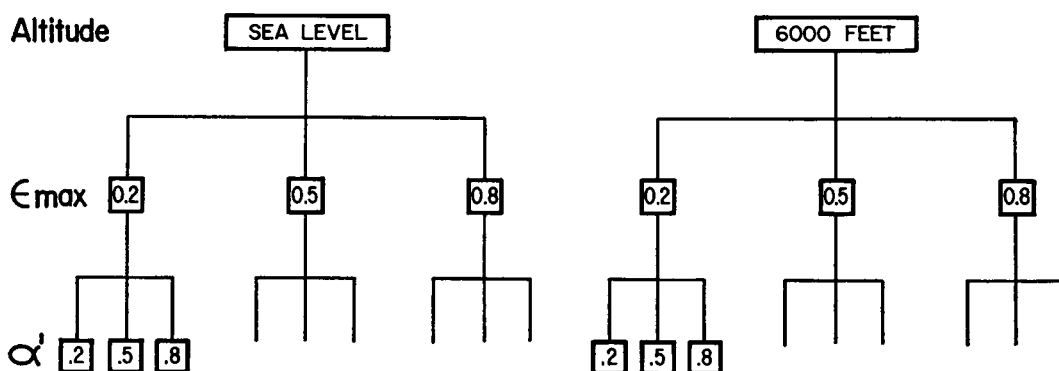 Altitude SEA LEVEL 6000 FEET
ϵmax 0.2 0.5 0.8 0.2 0.5 0.8
α' .2 .5 .8 .2 .5 .8